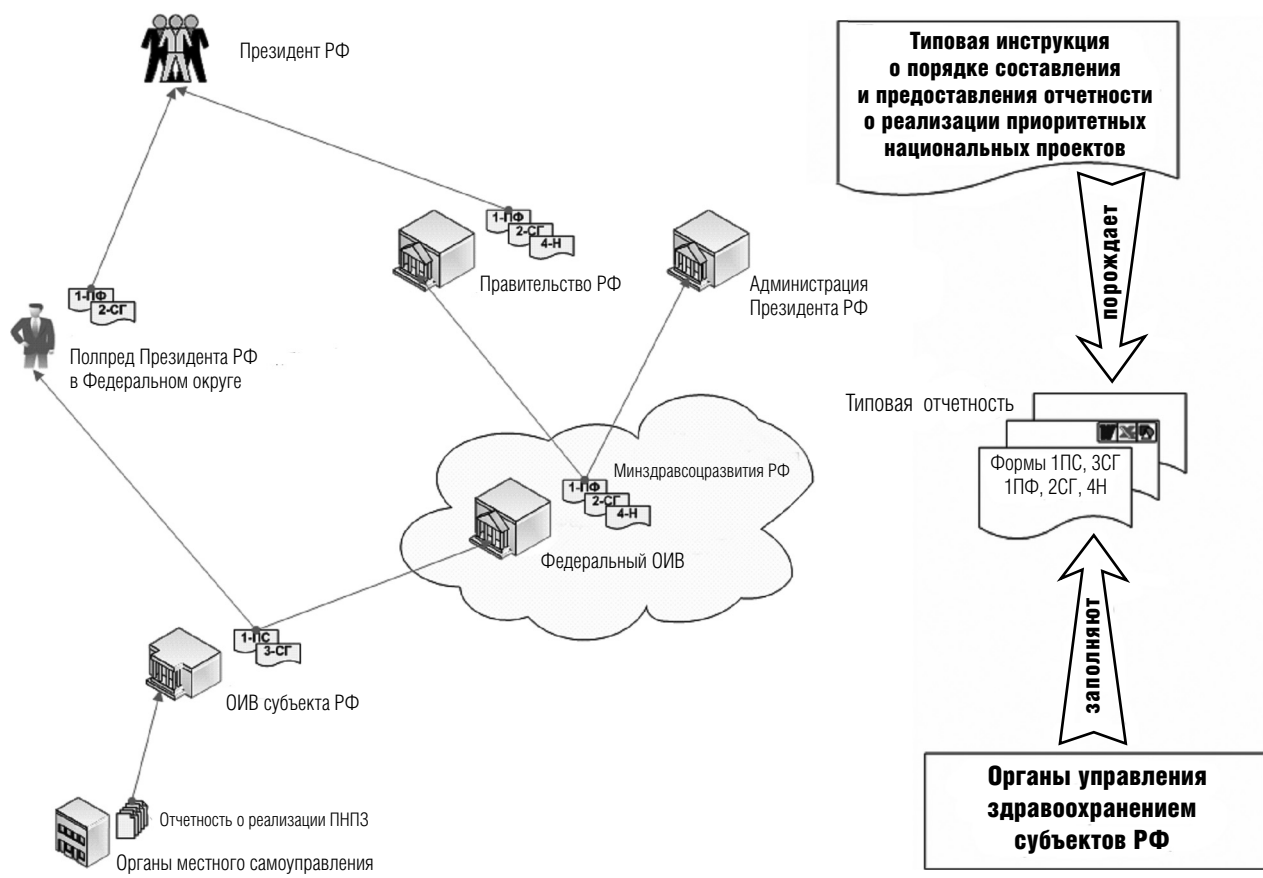 Президент РФ
1-ПФ
2-СГ
4-Н
Правительство РФ
Администрация
Президента РФ
1-ПФ
2-СГ
Полпред Президента РФ
в Федеральном округе
Минздравсоцразвития РФ
1-ПФ
2-СГ
4-Н
Федеральный ОИВ
1-ПС
3-СГ
ОИВ субъекта РФ
Отчетность о реализации ПНПЗ
Органы местного самоуправления
Типовая инструкция
о порядке составления
и предоставления отчетности
о реализации приоритетных
национальных проектов
порождает
Типовая отчетность
Формы 1ПС, 3СГ
1ПФ, 2СГ, 4Н
заполняют
Органы управления
здравоохранением
субъектов РФ